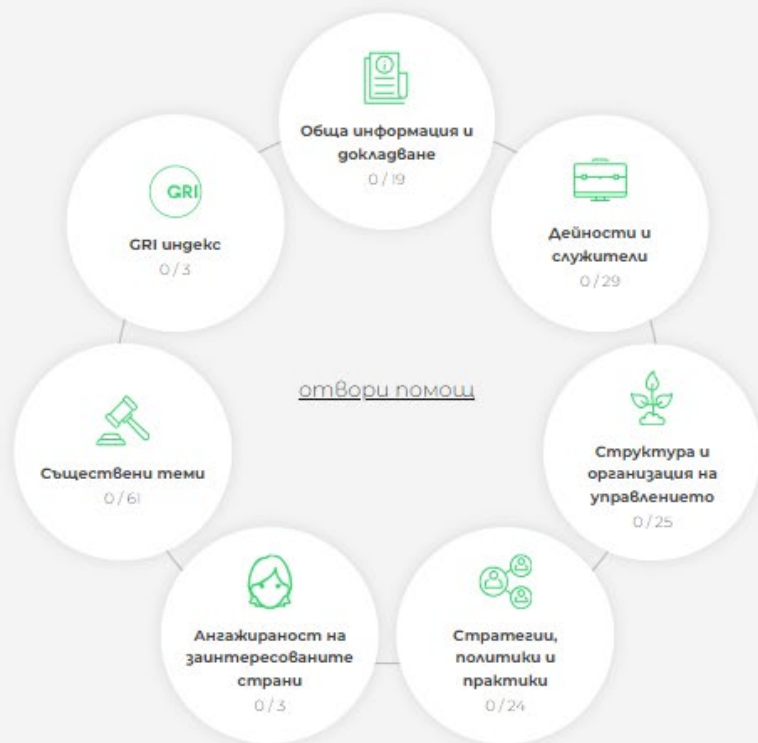 Обща информация и
докладване
0 / 19
Дейности и
служители
0 / 29
Структура и
организация на
управлението
0 / 25
Стратегии,
политики и
практики
0 / 24
Ангажираност на
заинтересованите
страни
0 / 3
Съществени теми
0 / 61
GRI
GRI индекс
0 / 3
отвори помощ